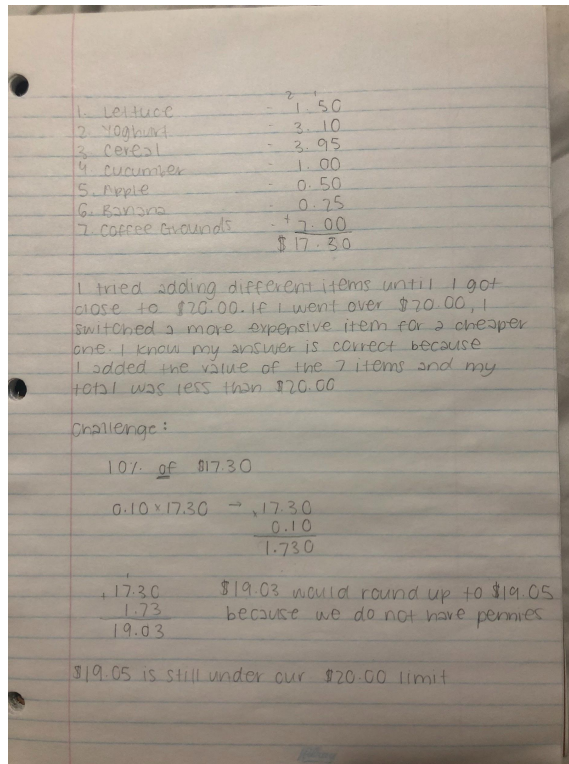 2 1
1. Lettuce - 1.50
2. Yoghurt - 3.10
3. Cereal - 3.95
4. Cucumber - 1.00
5. Apple - 0.50
6. Banana - 0.25
7. Coffee Grounds - + 7.00
$ 17.30
I tried adding different items until I got
close to $20.00. If I went over $20.00, I
switched a more expensive item for a cheaper
one. I know my answer is correct because
I added the value of the 7 items and my
total was less than $20.00
Challenge:
10% of $17.30
0.10 x 17.30 → x 17.30
0.10
1.730
1
+ 17.30 $19.03 would round up to $19.05
1.73 because we do not have pennies
19.03
$19.05 is still under our $20.00 limit